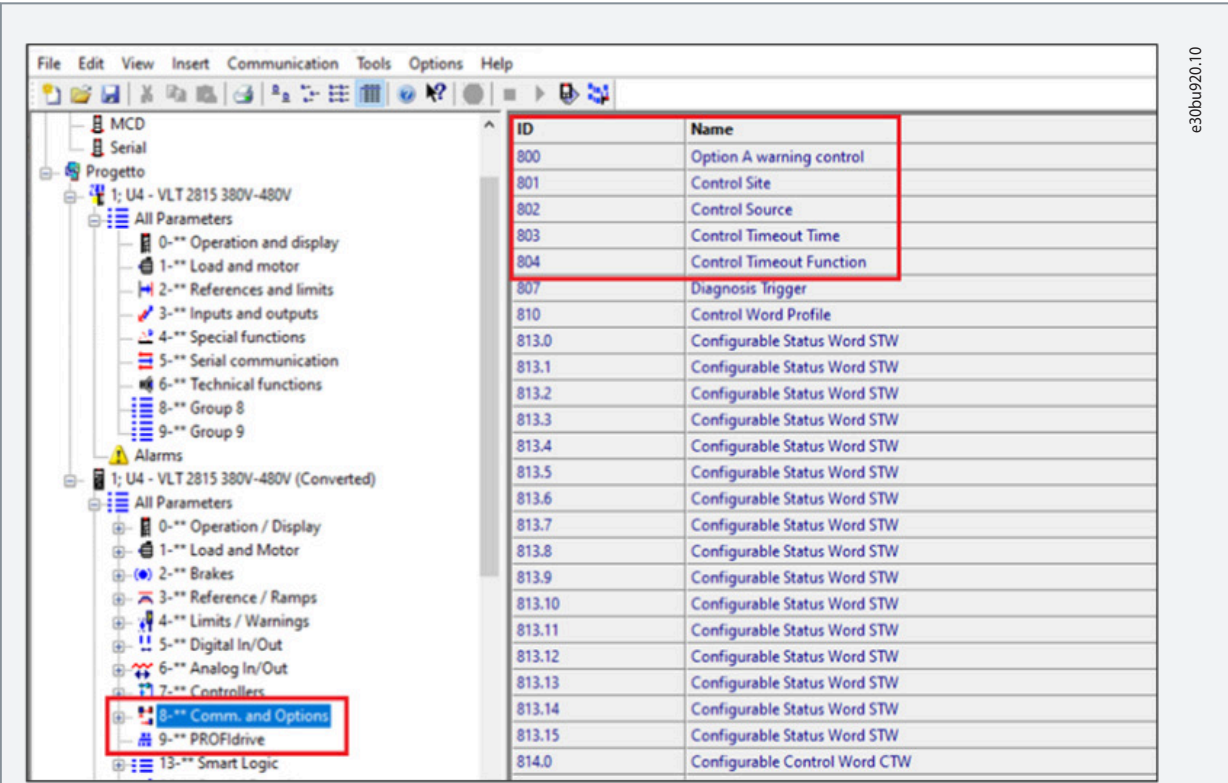 File Edit View Insert Communication Tools Options Help
MCD
Serial
Progetto
1; U4 - VLT 2815 380V-480V
All Parameters
0-** Operation and display
1-** Load and motor
2-** References and limits
3-** Inputs and outputs
4-** Special functions
5-** Serial communication
6-** Technical functions
8-** Group 8
9-** Group 9
Alarms
1; U4 - VLT 2815 380V-480V (Converted)
All Parameters
0-** Operation / Display
1-** Load and Motor
2-** Brakes
3-** Reference / Ramps
4-** Limits / Warnings
5-** Digital In/Out
6-** Analog In/Out
7-** Controllers
8-** Comm. and Options
9-** PROFIdrive
13-** Smart Logic
ID Name
800 Option A warning control
801 Control Site
802 Control Source
803 Control Timeout Time
804 Control Timeout Function
807 Diagnosis Trigger
810 Control Word Profile
813.0 Configurable Status Word STW
813.1 Configurable Status Word STW
813.2 Configurable Status Word STW
813.3 Configurable Status Word STW
813.4 Configurable Status Word STW
813.5 Configurable Status Word STW
813.6 Configurable Status Word STW
813.7 Configurable Status Word STW
813.8 Configurable Status Word STW
813.9 Configurable Status Word STW
813.10 Configurable Status Word STW
813.11 Configurable Status Word STW
813.12 Configurable Status Word STW
813.13 Configurable Status Word STW
813.14 Configurable Status Word STW
813.15 Configurable Status Word STW
814.0 Configurable Control Word CTW
e30bu920.10